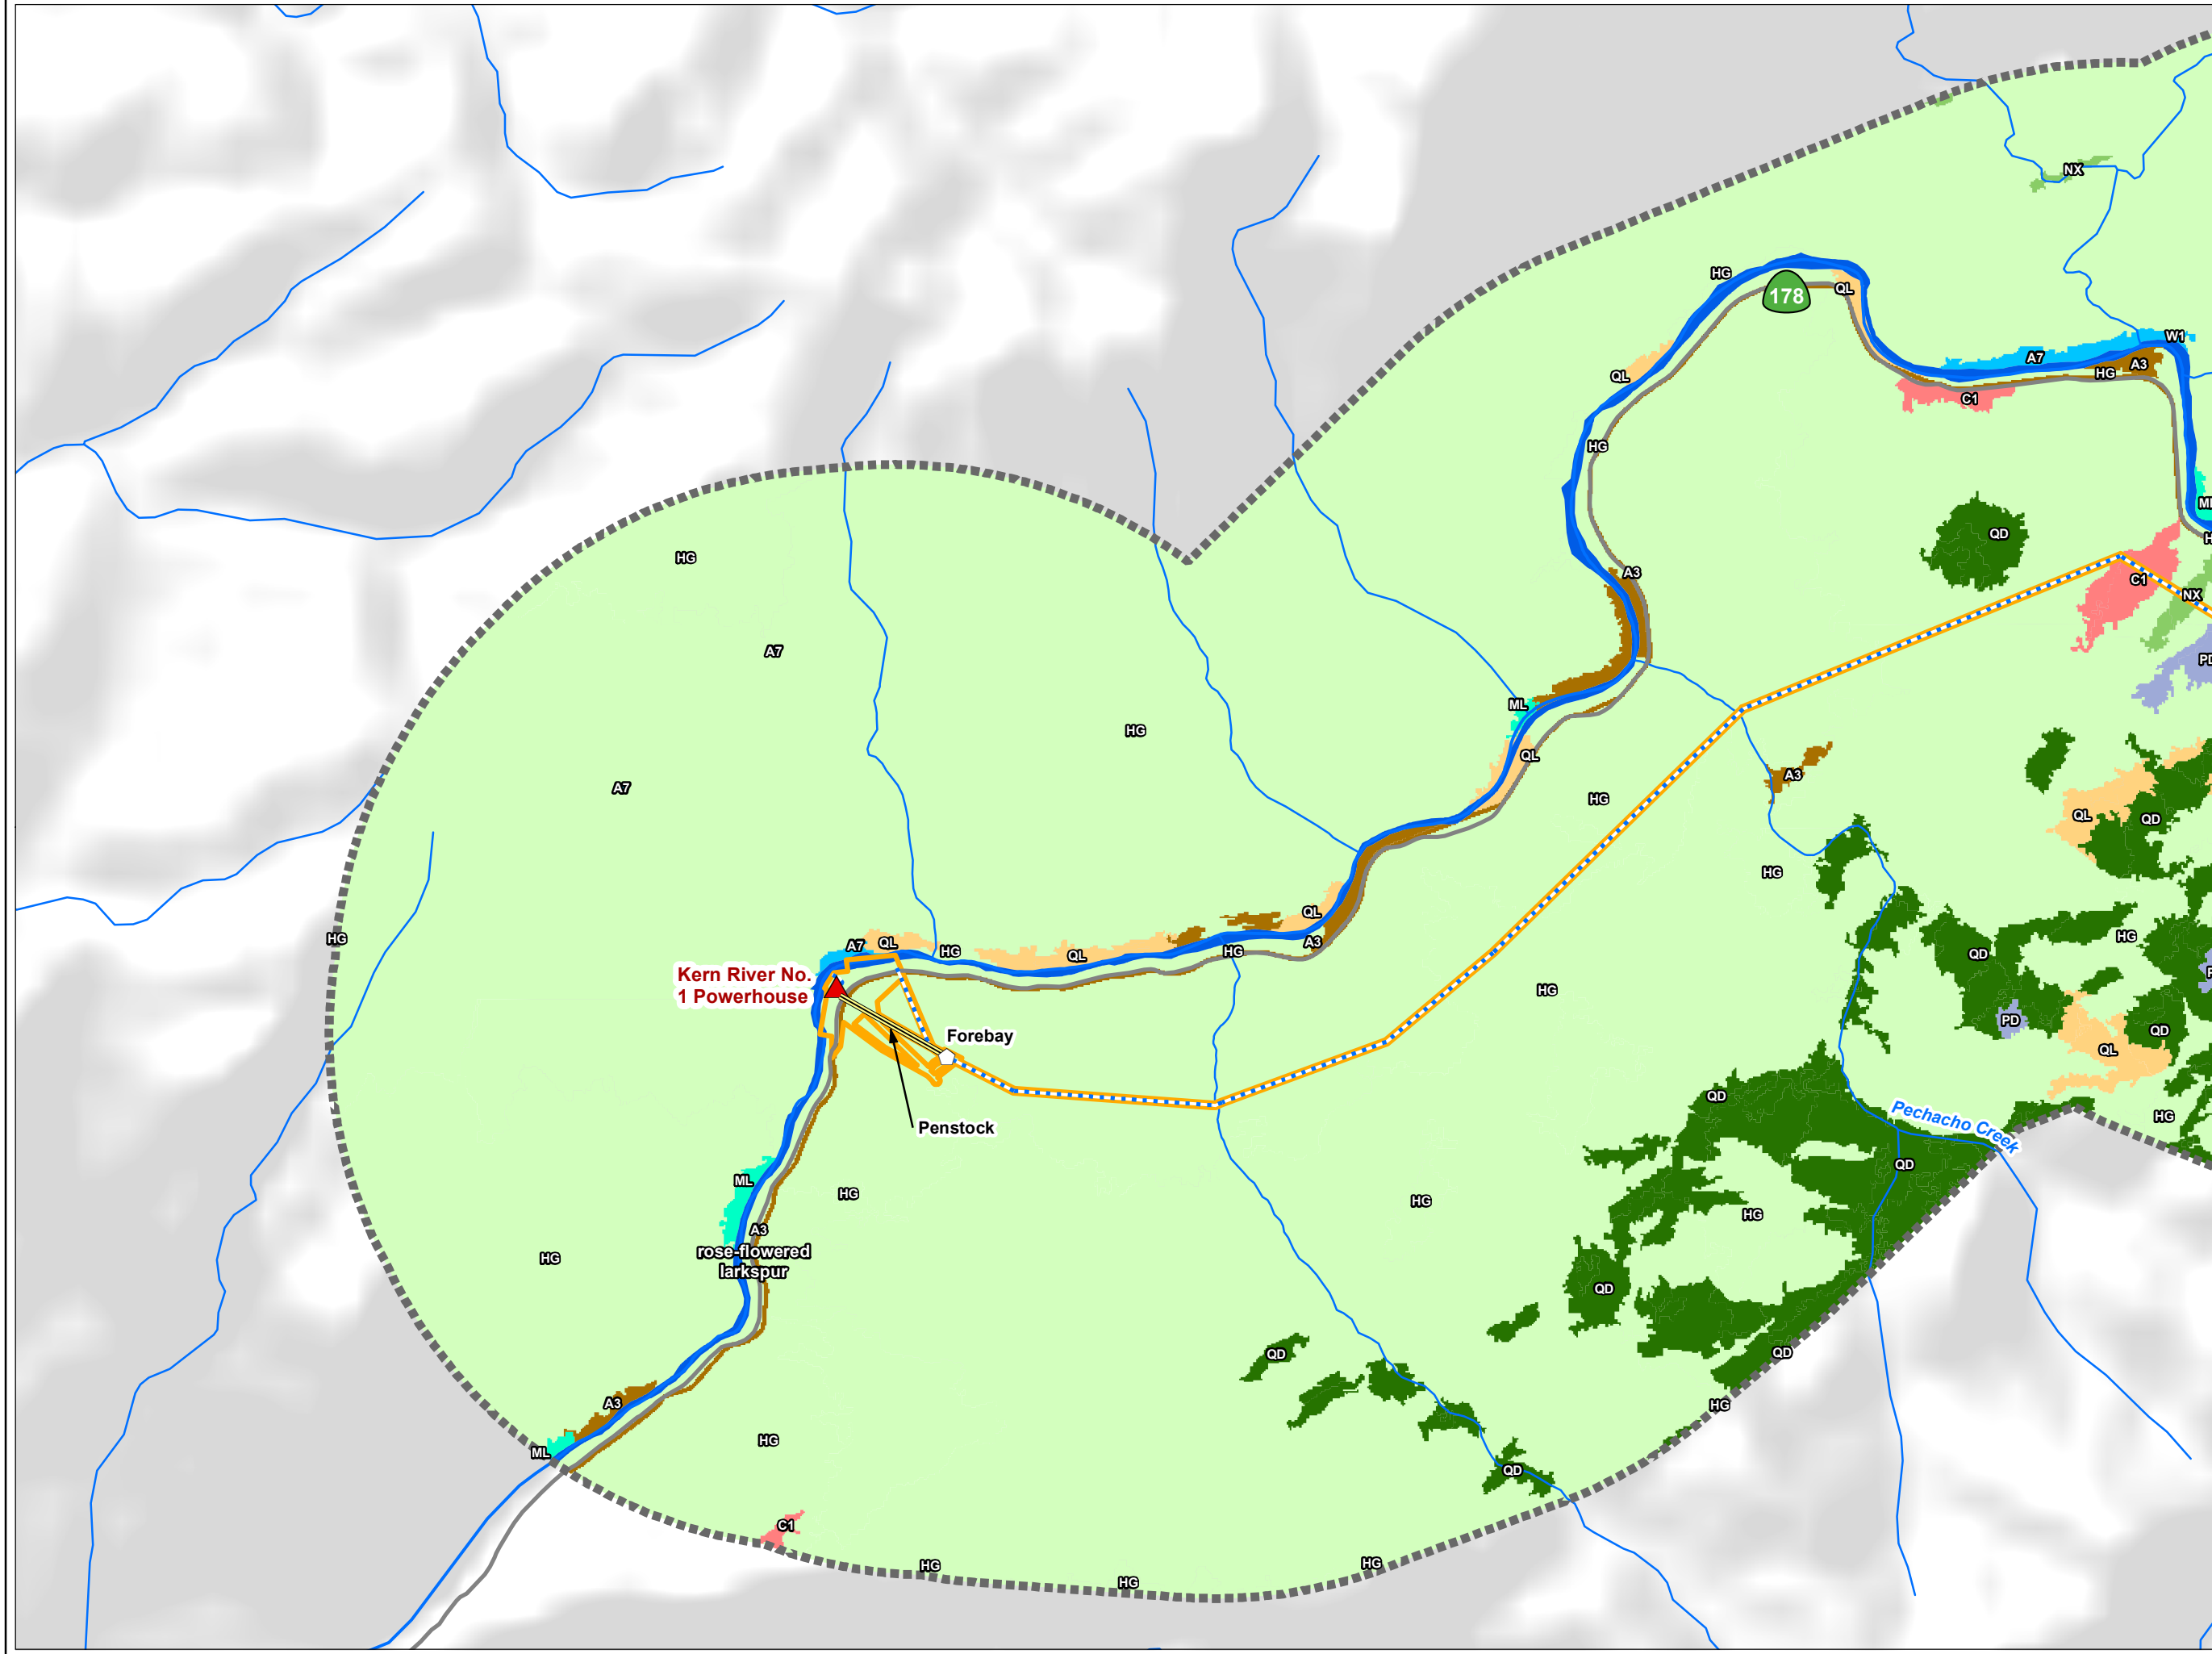 NX
HG
178
QL
W1
A7
A3
HG
QL
C1
HG
QD
HG
A3
C1
NX
A7
PD
ML
HG
QL
A3
A7
HG
QL
QD
HG
QL
HG
A7
QL
HG
QL
HG
A3
HG
QD
Kern River No.
1 Powerhouse
HG
PD
QD
Forebay
QL
QD
Pechacho Creek
HG
Penstock
QD
ML
HG
HG
HG
A3
rose-flowered
larkspur
HG
QD
QD
QD
A3
HG
HG
ML
QD
C1
HG
HG
HG